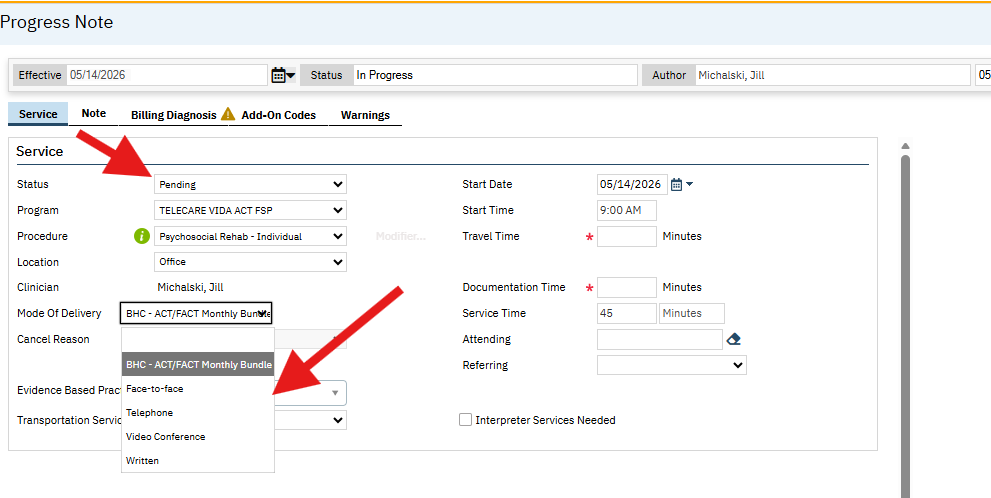 Progress Note
Effective 05/14/2026 Status In Progress Author Michalski, Jill 05
Service Note Billing Diagnosis Add-On Codes Warnings
Service
Status Pending Start Date 05/14/2026
Program TELECARE VIDA ACT FSP Start Time 9:00 AM
Procedure i Psychosocial Rehab - Individual Modifier... Travel Time * Minutes
Location Office
Clinician Michalski, Jill Documentation Time * Minutes
Mode Of Delivery BHC - ACT/FACT Monthly Bundle Service Time 45 Minutes
Cancel Reason Attending
BHC - ACT/FACT Monthly Bundle Referring
Evidence Based Pract Face-to-face
Telephone
Transportation Servic Interpreter Services Needed
Video Conference
Written